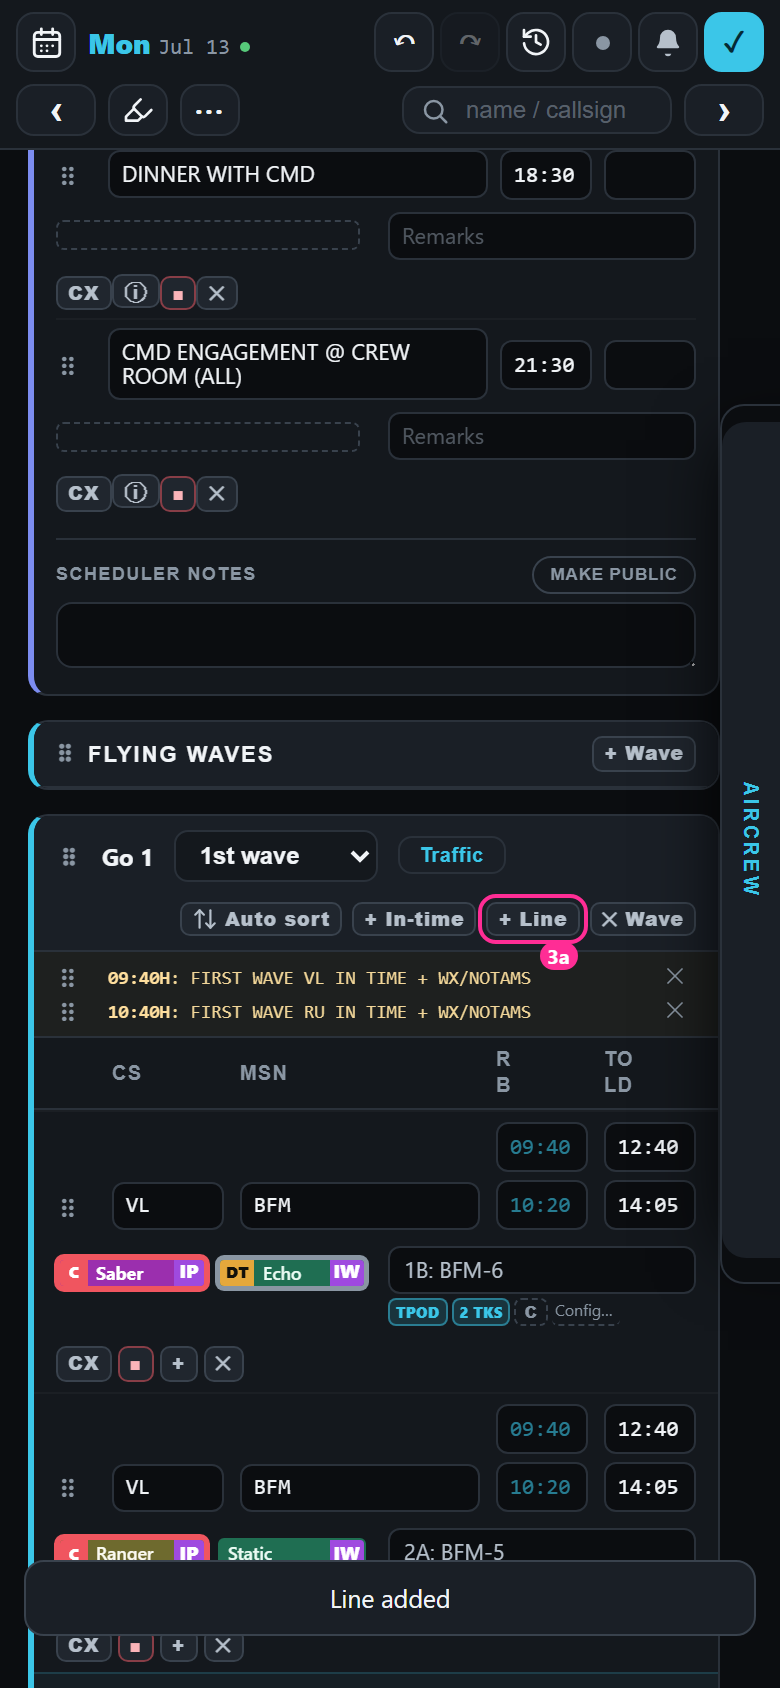 Mon Jul 13
name / callsign
DINNER WITH CMD 18:30
Remarks
CX
CMD ENGAGEMENT @ CREW ROOM (ALL) 21:30
Remarks
CX
SCHEDULER NOTES MAKE PUBLIC
FLYING WAVES + Wave
Go 1 1st wave Traffic
Auto sort + In-time + Line × Wave
3a
09:40H: FIRST WAVE VL IN TIME + WX/NOTAMS
10:40H: FIRST WAVE RU IN TIME + WX/NOTAMS
CS MSN R B TO LD
09:40 12:40
VL BFM 10:20 14:05
C Saber IP DT Echo IW 1B: BFM-6
TPOD 2 TKS C Config...
CX +
09:40 12:40
VL BFM 10:20 14:05
C Ranger IP Static IW 2A: BFM-5
Line added
CX +
AIRCREW